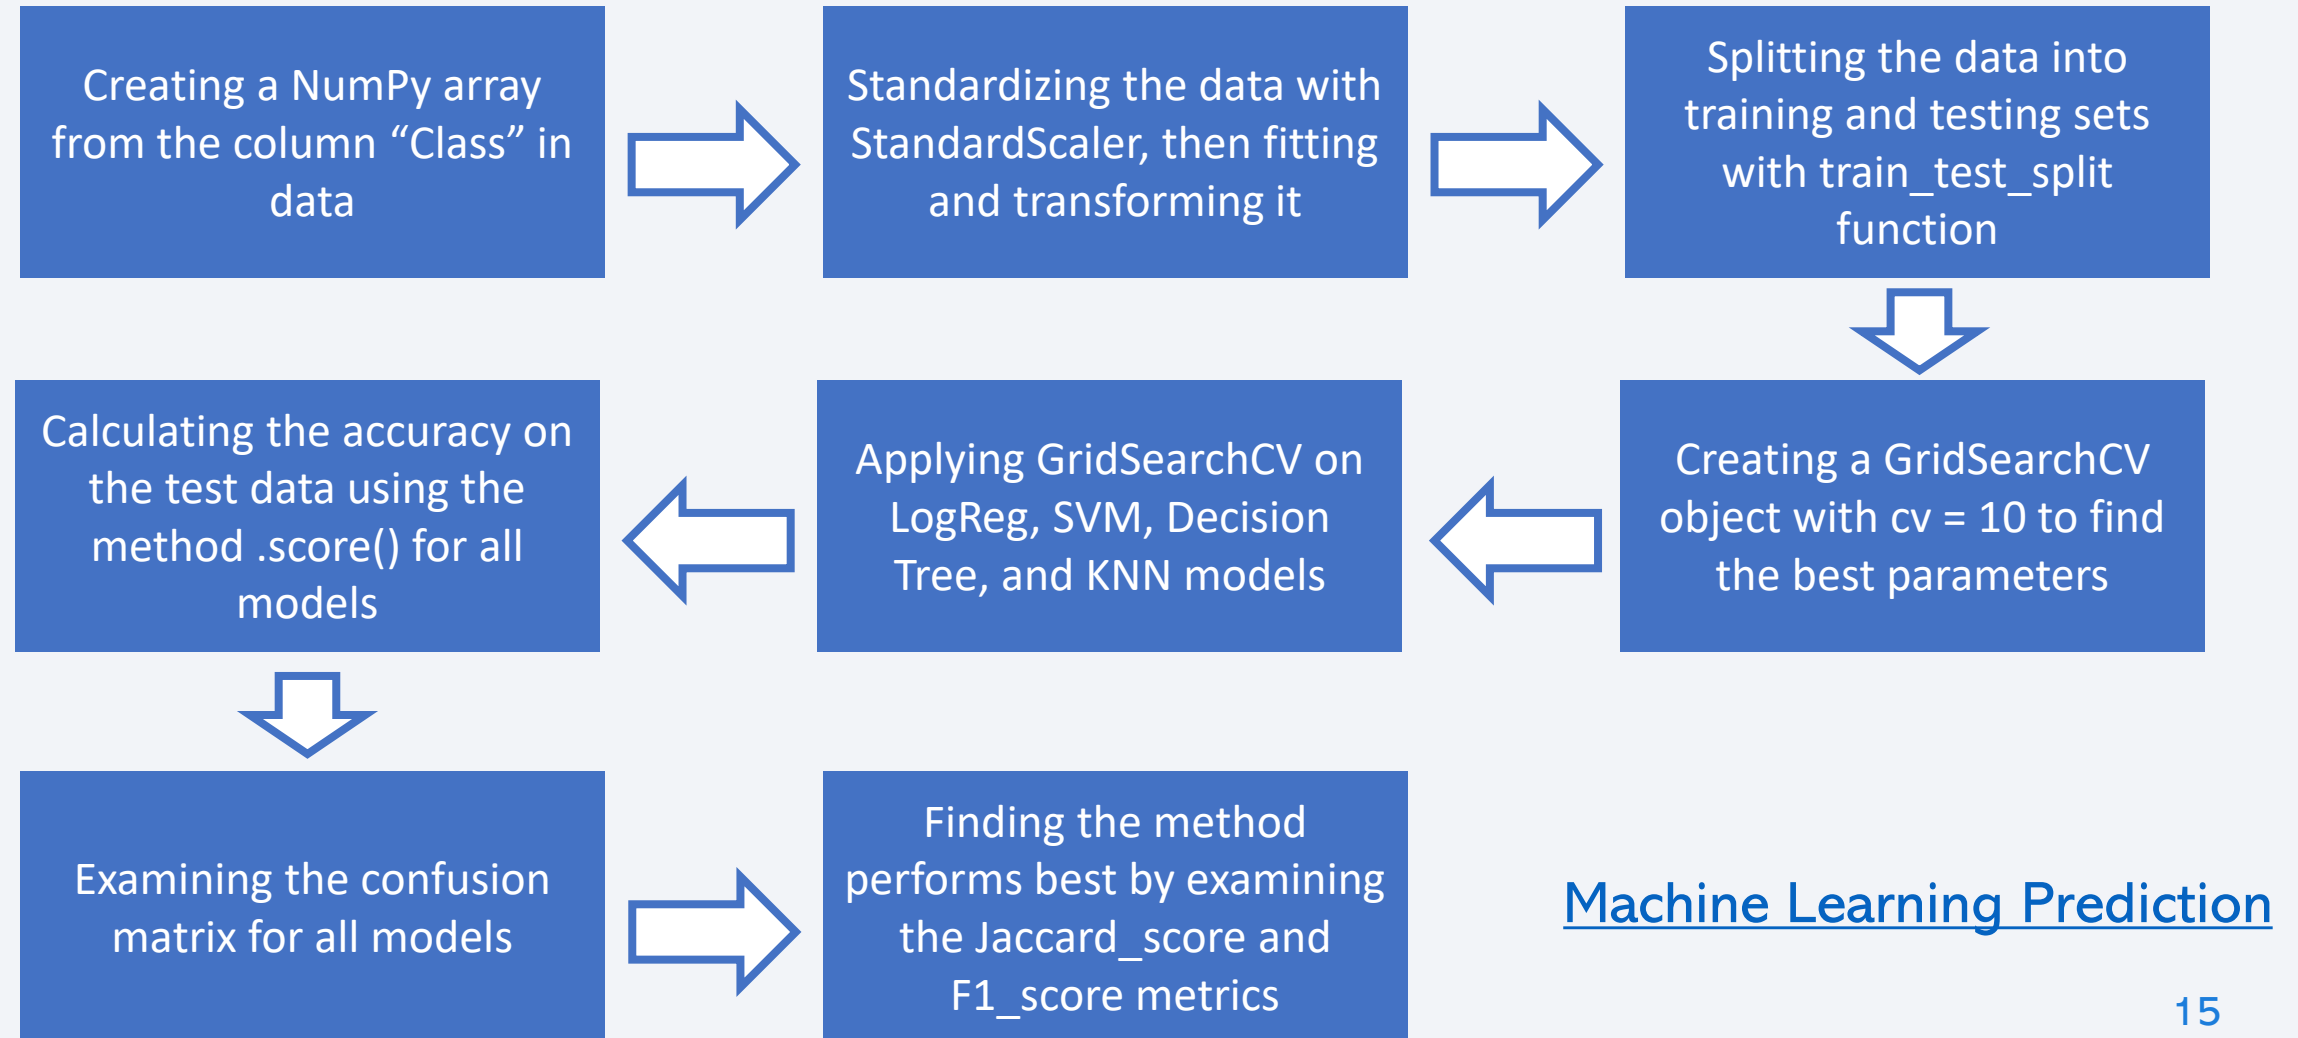 Creating a NumPy array
from the column “Class” in
data
Standardizing the data with
StandardScaler, then fitting
and transforming it
Splitting the data into
training and testing sets
with train_test_split
function
Creating a GridSearchCV
object with cv = 10 to find
the best parameters
Applying GridSearchCV on
LogReg, SVM, Decision
Tree, and KNN models
Calculating the accuracy on
the test data using the
method .score() for all
models
Examining the confusion
matrix for all models
Finding the method
performs best by examining
the Jaccard_score and
F1_score metrics
Machine Learning Prediction
15